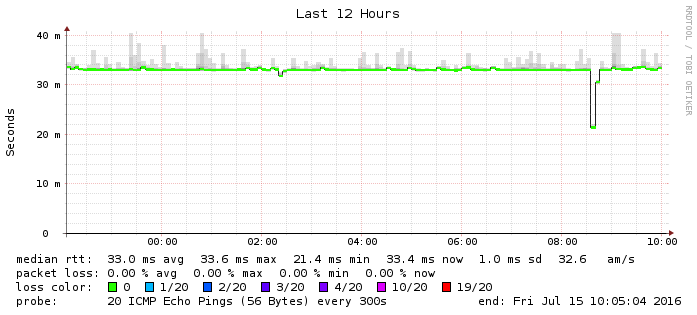 Last 12 Hours
RRDTOOL / TOBI OETIKER
Seconds
40 m
30 m
20 m
10 m
0
00:00 02:00 04:00 06:00 08:00 10:00
median rtt: 33.0 ms avg 33.6 ms max 21.4 ms min 33.4 ms now 1.0 ms sd 32.6 am/s
packet loss: 0.00 % avg 0.00 % max 0.00 % min 0.00 % now
loss color: 0 1/20 2/20 3/20 4/20 10/20 19/20
probe: 20 ICMP Echo Pings (56 Bytes) every 300s end: Fri Jul 15 10:05:04 2016